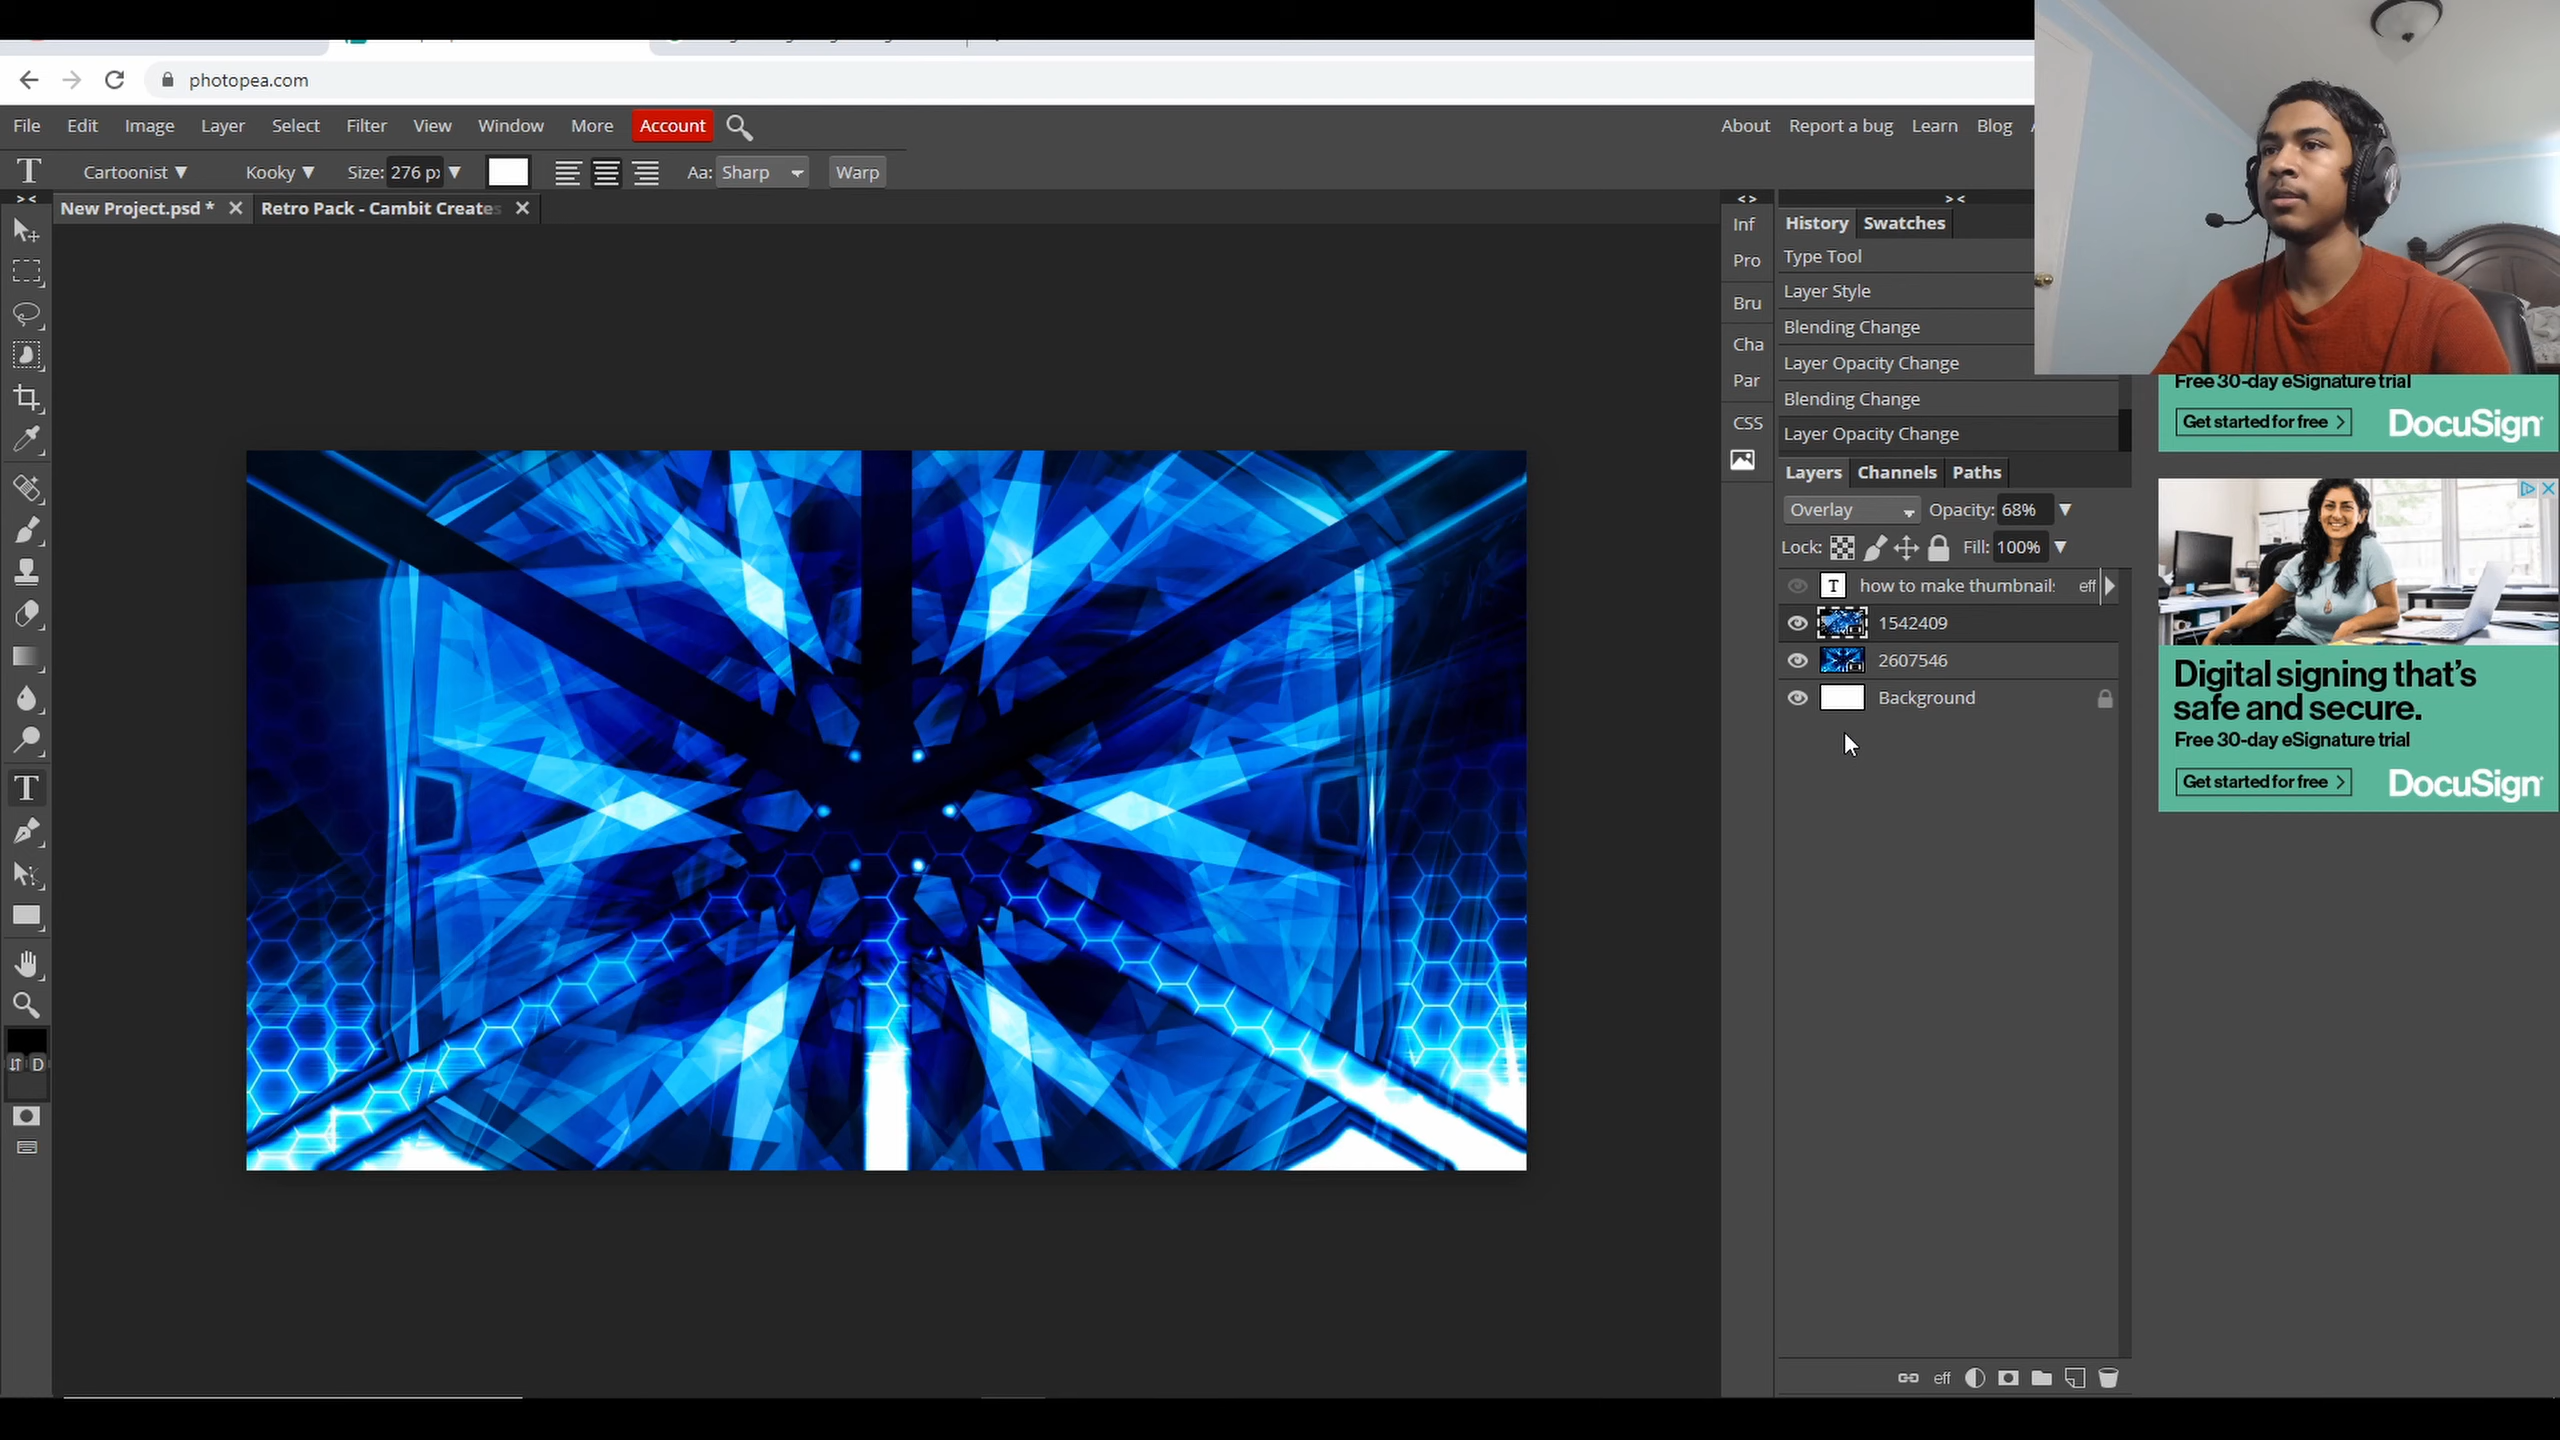 photopea.com
File Edit Image Layer Select Filter View Window More Account
About Report a bug Learn Blog
T Cartoonist Kooky Size: 276 p Aa: Sharp Warp
New Project.psd * Retro Pack - Cambit Creates
Inf
Pro
Bru
Cha
Par
CSS
History Swatches
Type Tool
Layer Style
Blending Change
Layer Opacity Change
Blending Change
Layer Opacity Change
Layers Channels Paths
Overlay Opacity: 68%
Lock: Fill: 100%
T how to make thumbnail eff
1542409
2607546
Background
eff
T
D
Free 30-day eSignature trial
Get started for free
DocuSign
Digital signing that's
safe and secure.
Free 30-day eSignature trial
Get started for free
DocuSign